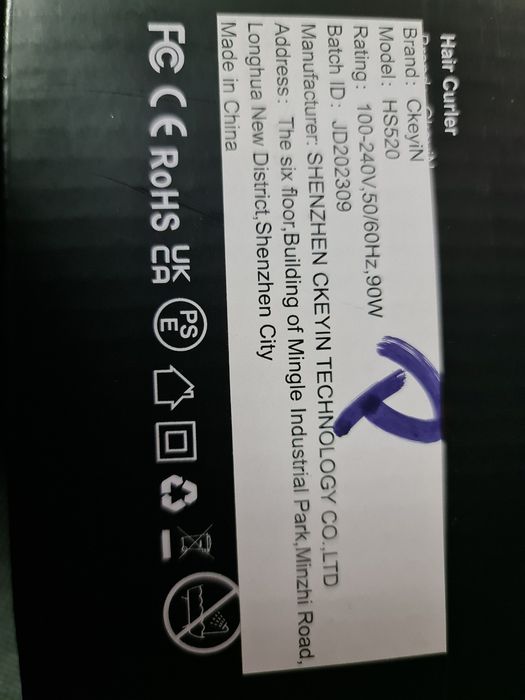 Hair Curler
Brand: CkeyiN
Model: HS520
Rating: 100-240V,50/60Hz,90W
Batch ID: JD202309
Manufacturer: SHENZHEN CKEYIN TECHNOLOGY CO.,LTD
Address: The six floor,Building of Mingle Industrial Park,Minzhi Road,
Longhua New District,Shenzhen City
Made in China
FC CE RoHS UK CA PS E